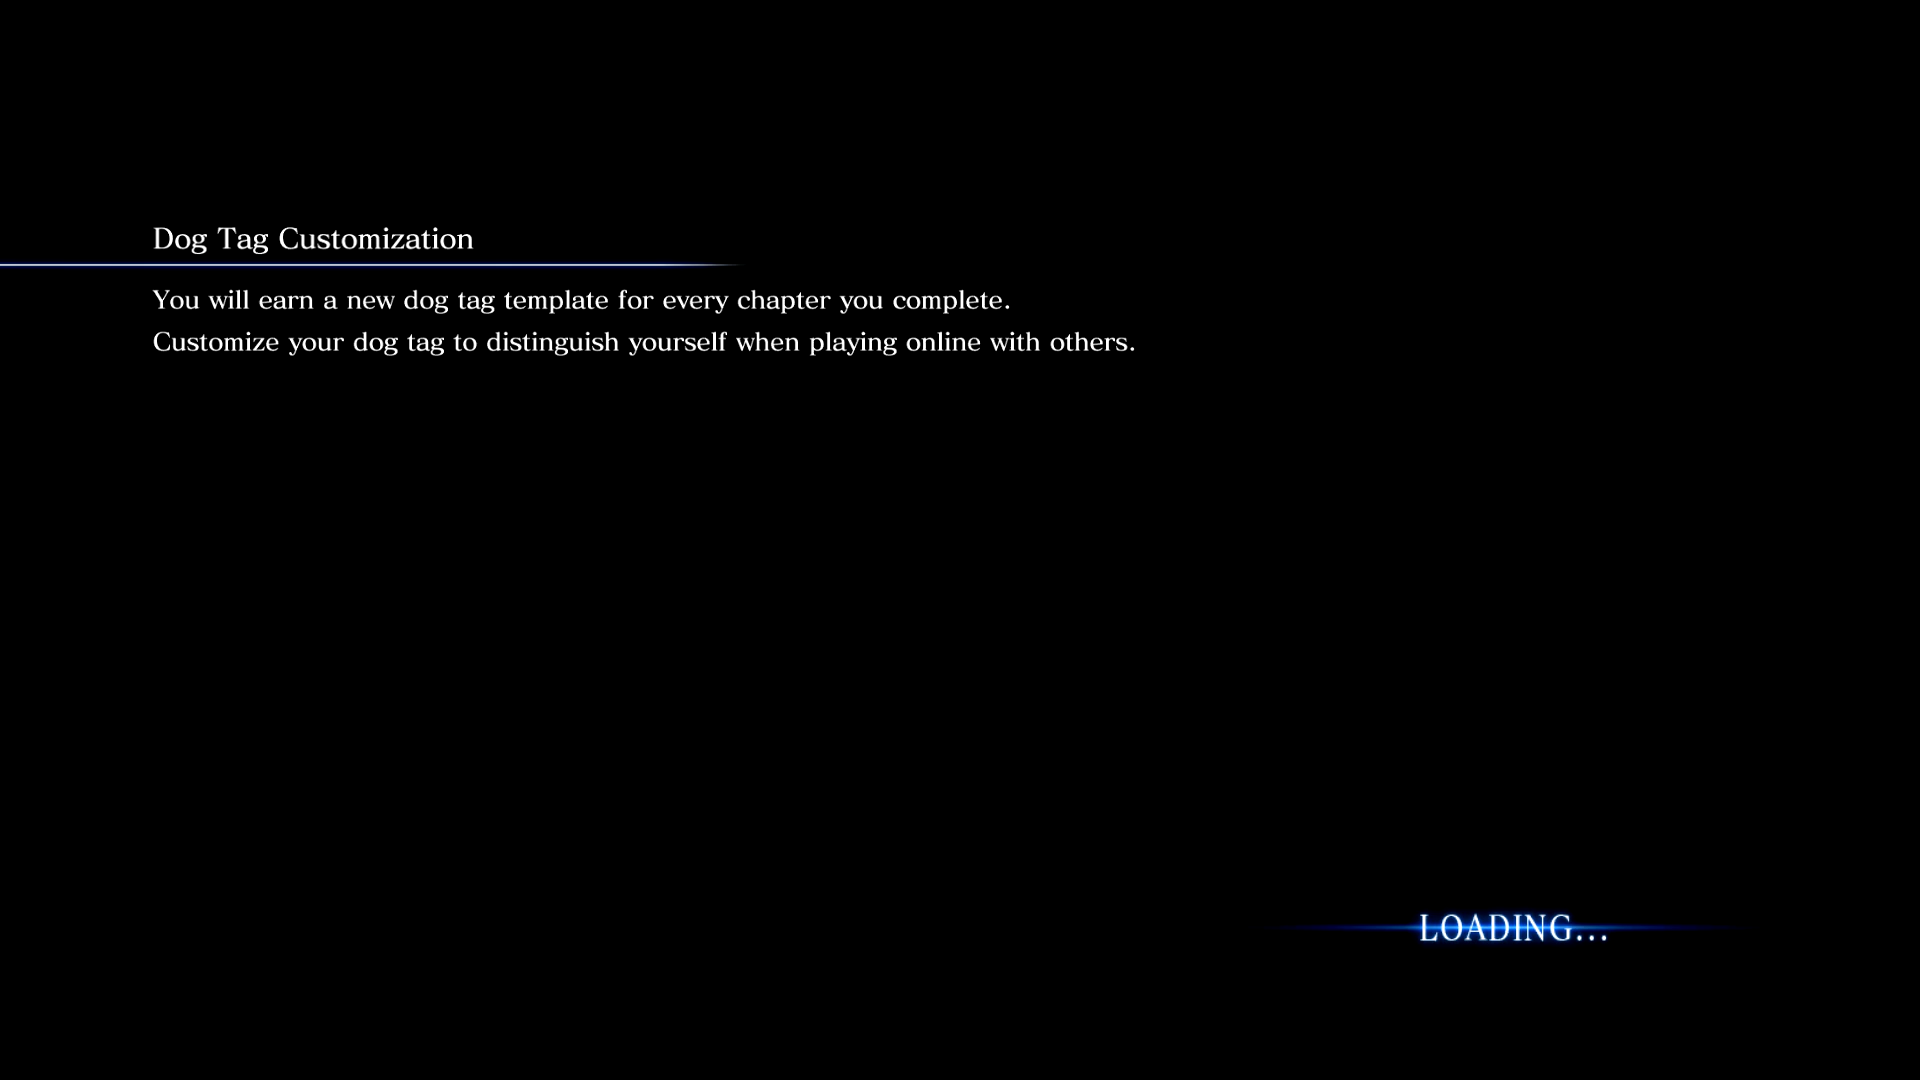 Dog Tag Customization
You will earn a new dog tag template for every chapter you complete.
Customize your dog tag to distinguish yourself when playing online with others.
LOADING...